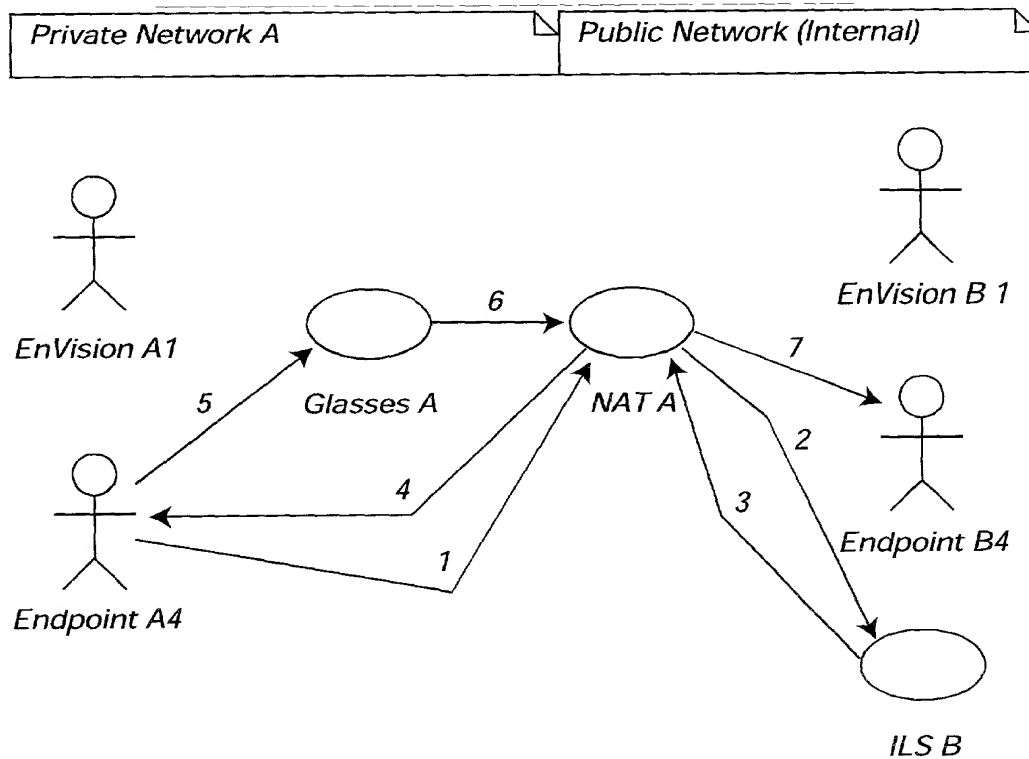 Private Network A
Public Network (Internal)
EnVision A1
EnVision B 1
6
7
5
Glasses A
NAT A
2
4
3
1
Endpoint B4
Endpoint A4
ILS B